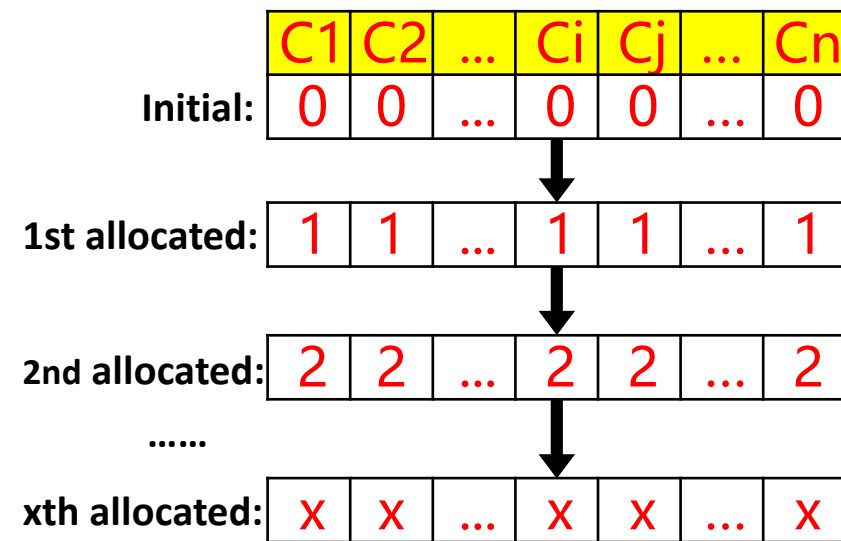 C1 C2 ... Ci Cj ... Cn
Initial: 0 0 ... 0 0 ... 0
1st allocated: 1 1 ... 1 1 ... 1
2nd allocated: 2 2 ... 2 2 ... 2
......
xth allocated: x x ... x x ... x